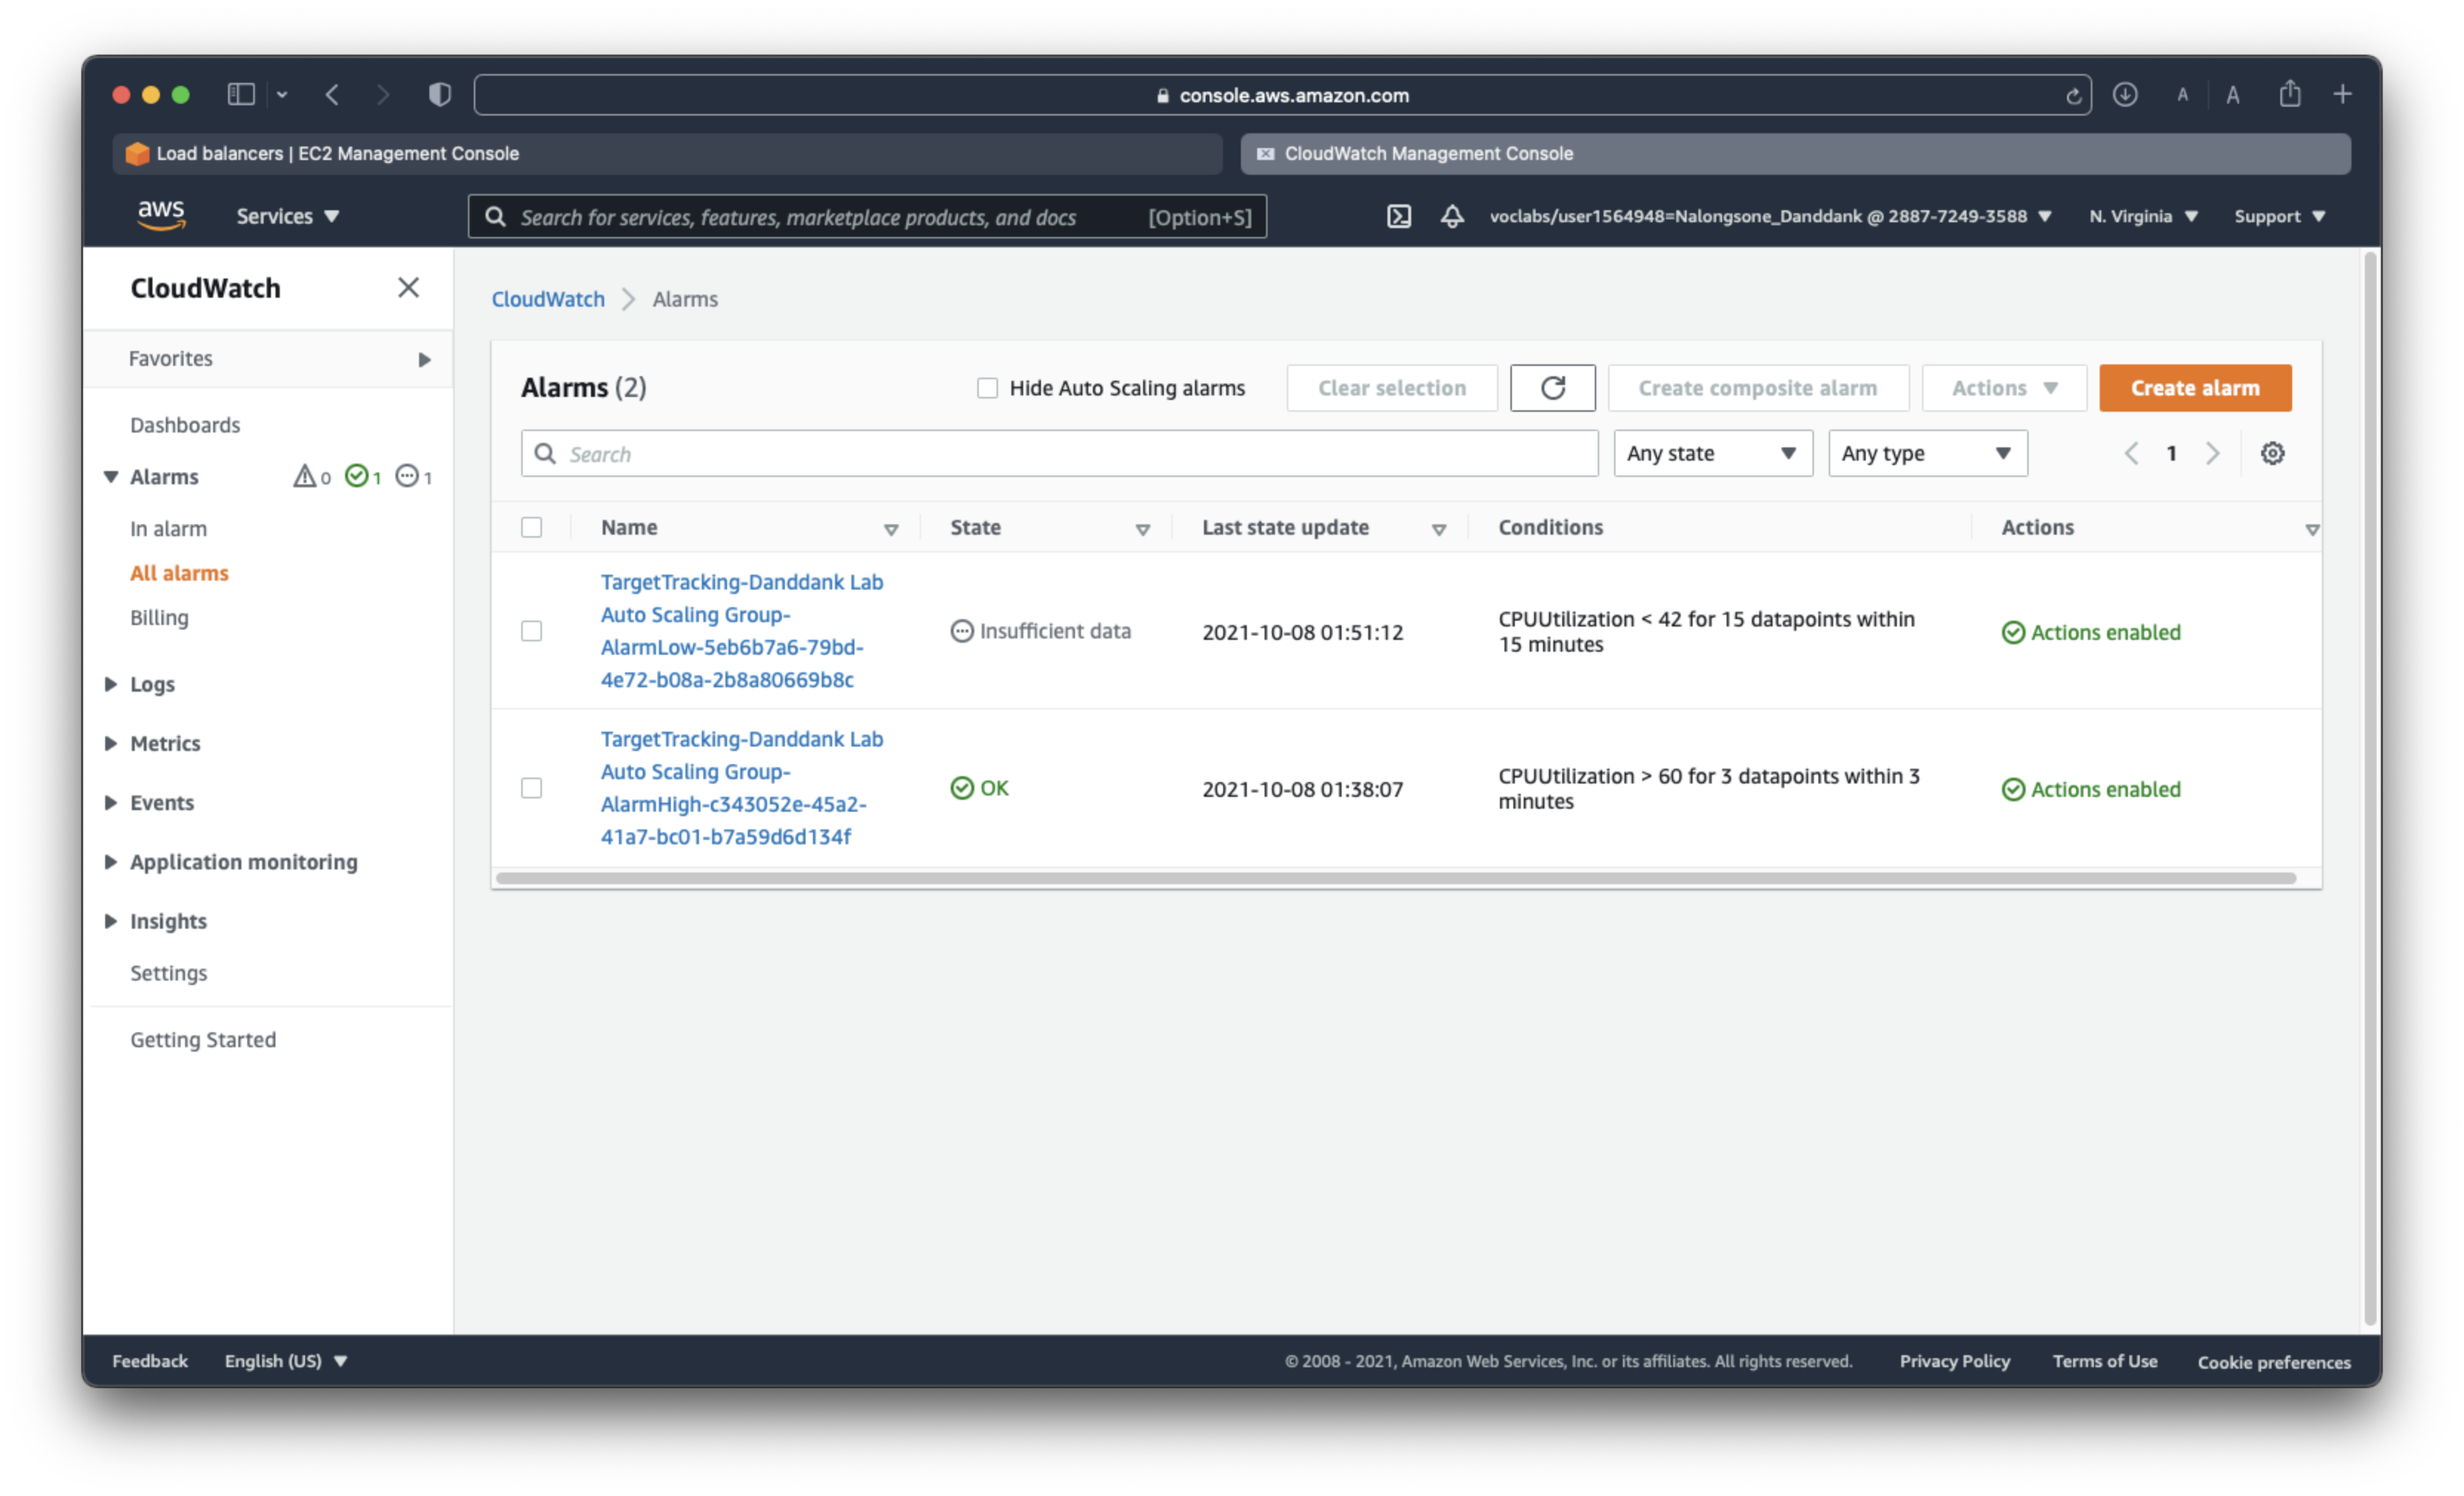 console.aws.amazon.com
A A
Load balancers | EC2 Management Console
CloudWatch Management Console
aws
Services
Search for services, features, marketplace products, and docs [Option+S]
voclabs/user1564948=Nalongsone_Danddank @ 2887-7249-3588
N. Virginia
Support
CloudWatch
Favorites
Dashboards
Alarms 0 1 1
In alarm
All alarms
Billing
Logs
Metrics
Events
Application monitoring
Insights
Settings
Getting Started
CloudWatch
Alarms
Alarms (2)
Hide Auto Scaling alarms
Clear selection
Create composite alarm
Actions
Create alarm
Search
Any state
Any type
1
Name
State
Last state update
Conditions
Actions
TargetTracking-Danddank Lab
Auto Scaling Group-
AlarmLow-5eb6b7a6-79bd-
4e72-b08a-2b8a80669b8c
Insufficient data
2021-10-08 01:51:12
CPUUtilization < 42 for 15 datapoints within
15 minutes
Actions enabled
TargetTracking-Danddank Lab
Auto Scaling Group-
AlarmHigh-c343052e-45a2-
41a7-bc01-b7a59d6d134f
OK
2021-10-08 01:38:07
CPUUtilization > 60 for 3 datapoints within 3
minutes
Actions enabled
Feedback
English (US)
© 2008 - 2021, Amazon Web Services, Inc. or its affiliates. All rights reserved.
Privacy Policy
Terms of Use
Cookie preferences